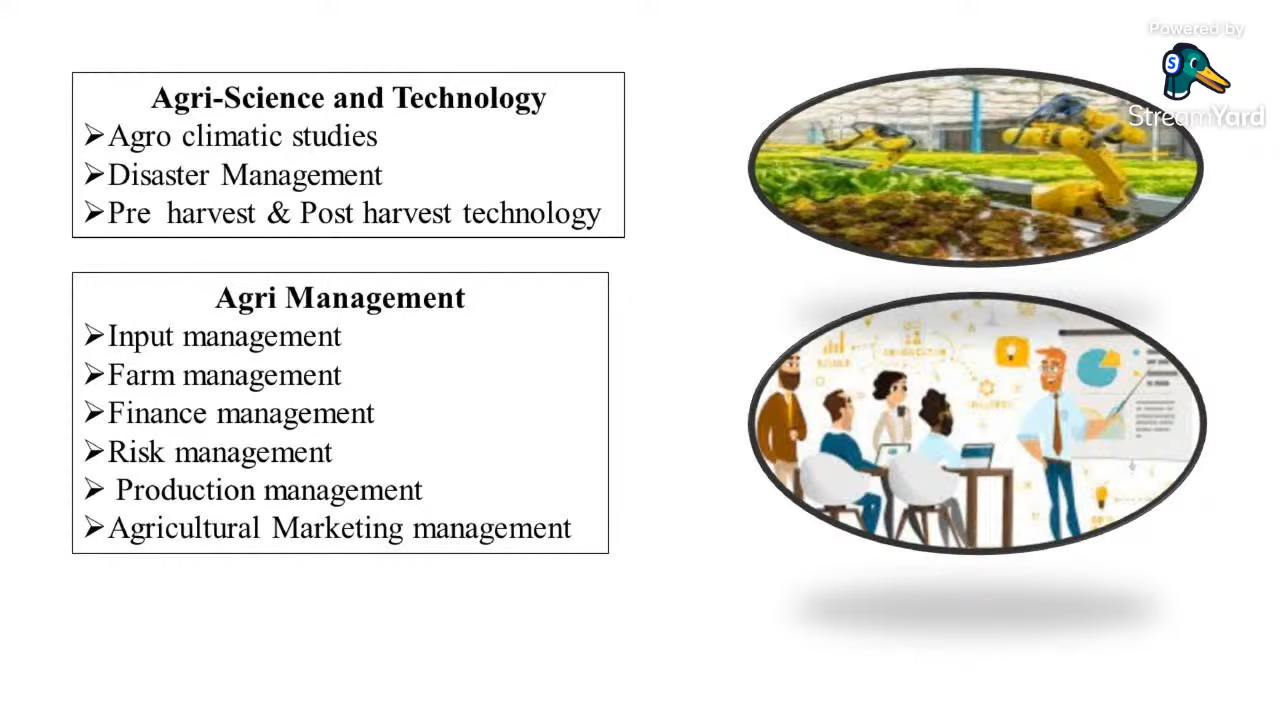 Powered by
StreamYard
Agri-Science and Technology
➢Agro climatic studies
➢Disaster Management
➢Pre harvest & Post harvest technology
Agri Management
➢Input management
➢Farm management
➢Finance management
➢Risk management
➢ Production management
➢Agricultural Marketing management